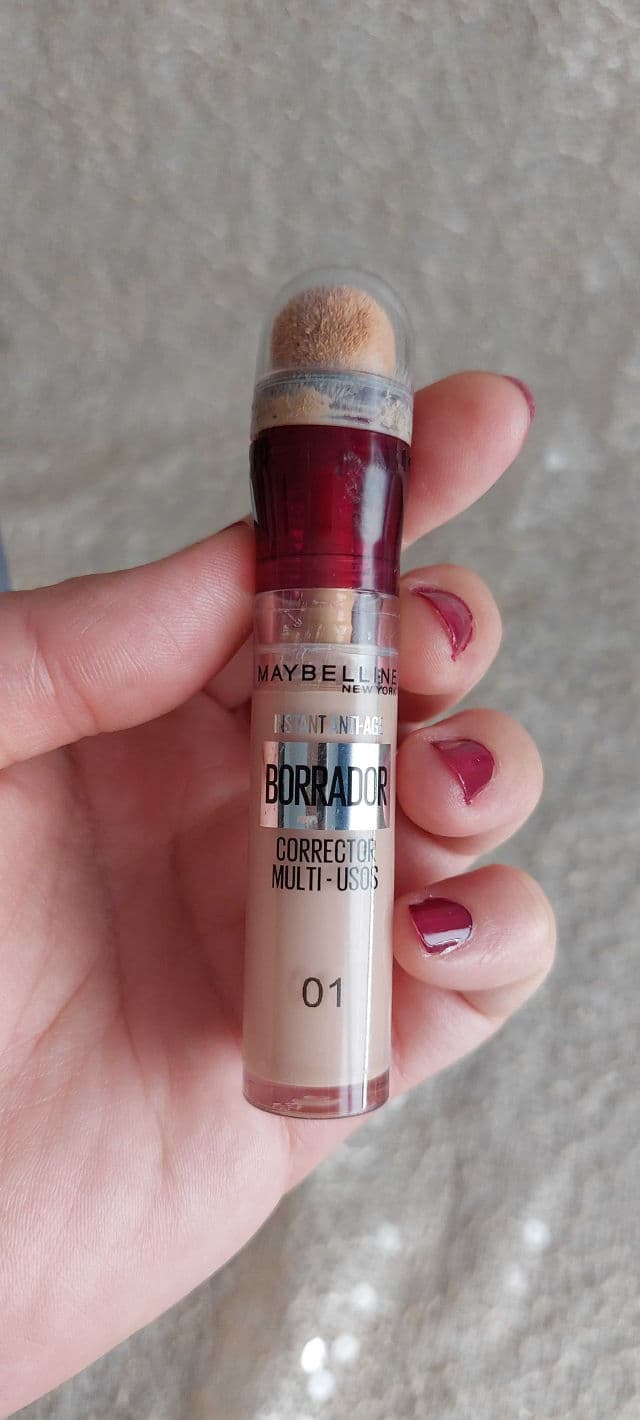 MAYBELLINE
NEW YORK
INSTANT ANTI-AGE
BORRADOR
CORRECTOR
MULTI-USOS
01